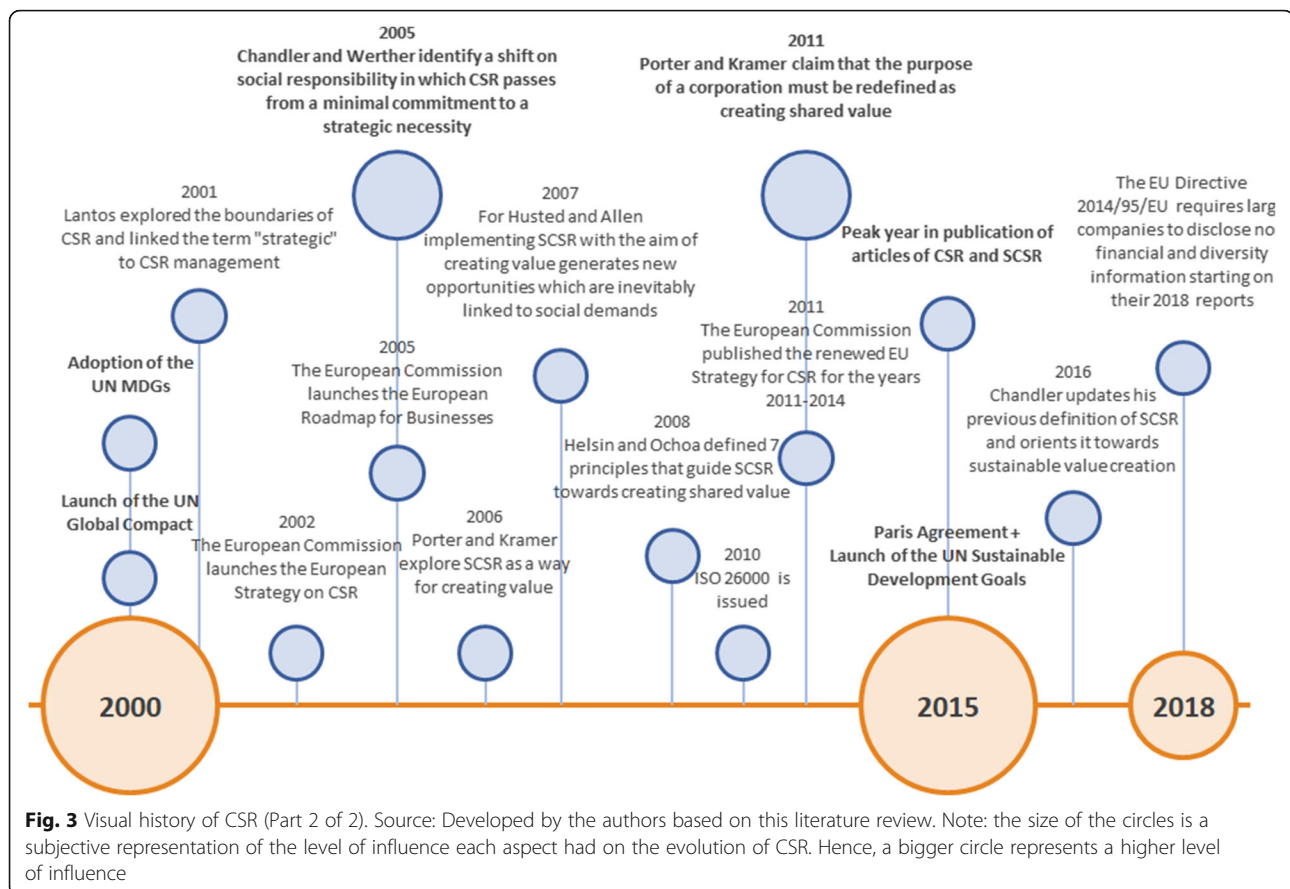 2005
Chandler and Werther identify a shift on
social responsibility in which CSR passes
from a minimal commitment to a
strategic necessity
2011
Porter and Kramer claim that the purpose
of a corporation must be redefined as
creating shared value
2001
Lantos explored the boundaries of
CSR and linked the term "strategic"
to CSR management
2007
For Husted and Allen
implementing SCSR with the aim of
creating value generates new
opportunities which are inevitably
linked to social demands
Peak year in publication of
articles of CSR and SCSR
The EU Directive
2014/95/EU requires larg
companies to disclose no
financial and diversity
information starting on
their 2018 reports
Adoption of the
UN MDGs
2005
The European Commission
launches the European
Roadmap for Businesses
2011
The European Commission
published the renewed EU
Strategy for CSR for the years
2011-2014
2016
Chandler updates his
previous definition of SCSR
and orients it towards
sustainable value creation
2008
Helsin and Ochoa defined 7
principles that guide SCSR
towards creating shared value
Launch of the UN
Global Compact
2002
The European Commission
launches the European
Strategy on CSR
2006
Porter and Kramer
explore SCSR as a way
for creating value
2010
ISO 26000 is
issued
Paris Agreement +
Launch of the UN Sustainable
Development Goals
2000
2015
2018
Fig. 3 Visual history of CSR (Part 2 of 2). Source: Developed by the authors based on this literature review. Note: the size of the circles is a
subjective representation of the level of influence each aspect had on the evolution of CSR. Hence, a bigger circle represents a higher level
of influence